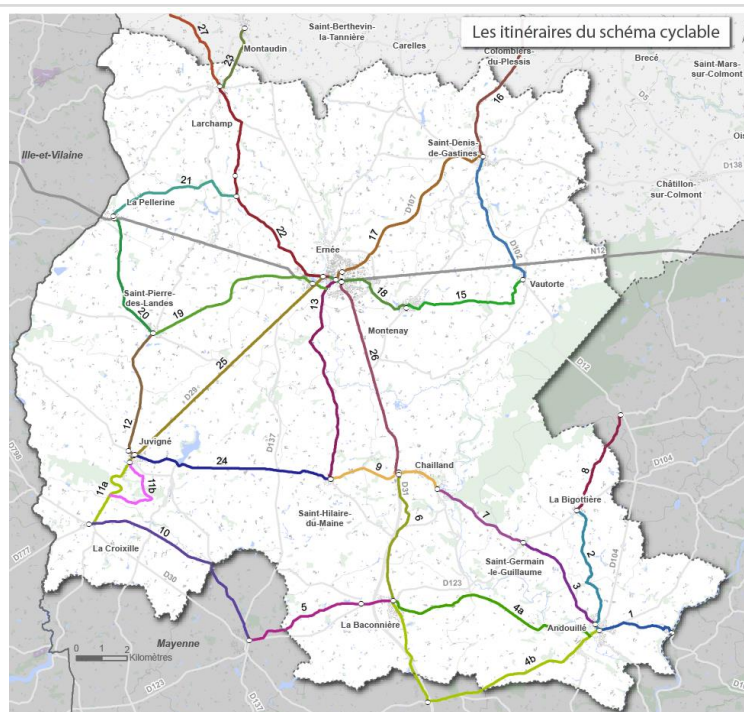 Les itinéraires du schéma cyclable
27
Montaudin
23
Saint-Berthevin
la-Tannière
Carelles
Colombiers
du-Plessis
Brecé
Saint-Mars
-sur-Colmont
D5
16
Larchamp
Saint-Denis-
de-Gastines
Ille-et-Vilaine
D138
Châtillon
sur-Colmont
21
La Pellerine
D107
17
22
Ernée
D102
N12
Vautorte
Saint-Pierre-
des-Landes
19
20
13
18
15
Montenay
25
26
D12
D29
12
Juvigné
D137
D798
24
9
Chailland
D31
8
D104
11a
11b
Saint-Hilaire-
du-Maine
La Bigottière
6
7
10
La Croixille
D777
Saint-Germain
-le-Guillaume
2
D104
D30
D123
3
5
4a
1
La Baconnière
Andouillé
Mayenne
4b
0 1 2
Kilomètres
D123
D137